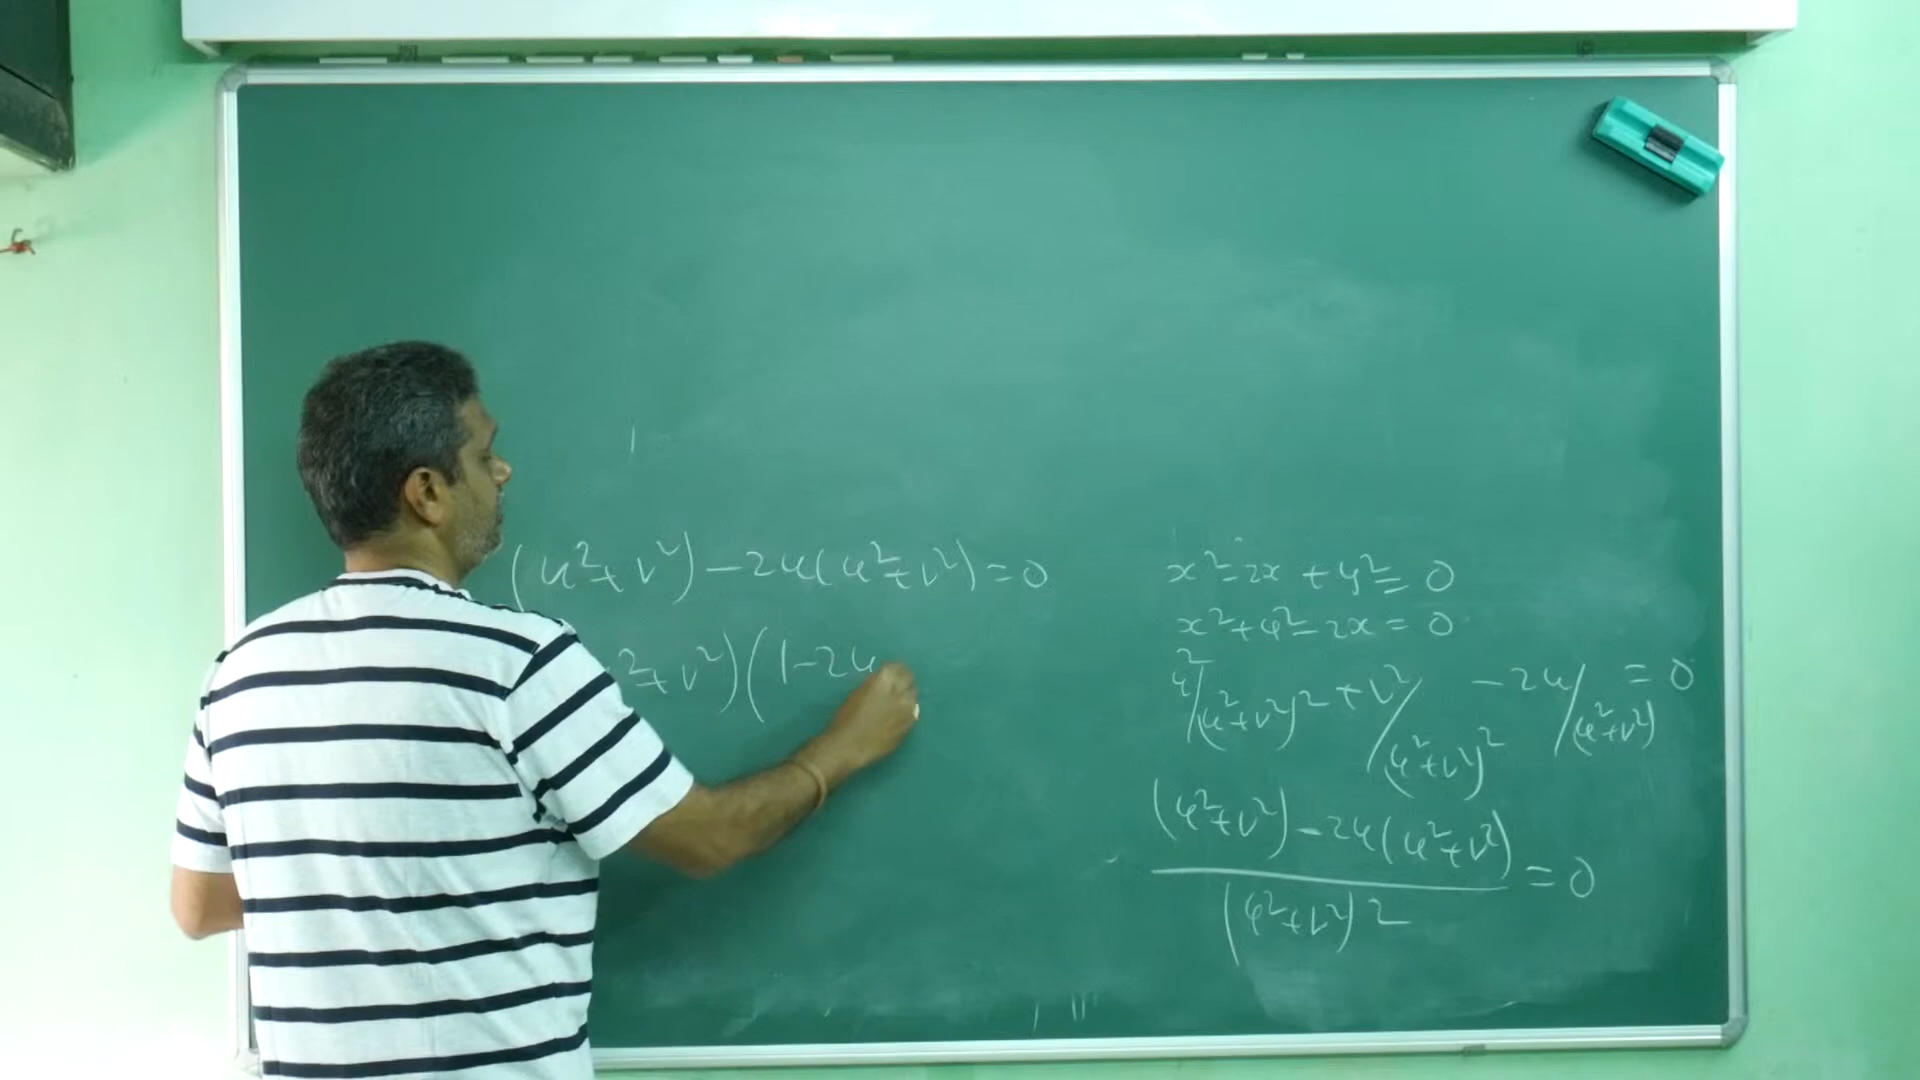 (u²+v²)-2u(u²+v²)=0
²+v²)(1-2u
x²-2x+y²=0
x²+y²-2x=0
u²/(u²+v²)²+v²/(u²+v²)²-2u/(u²+v²)=0
(u²+v²)-2u(u²+v²)
=0
(u²+v²)²